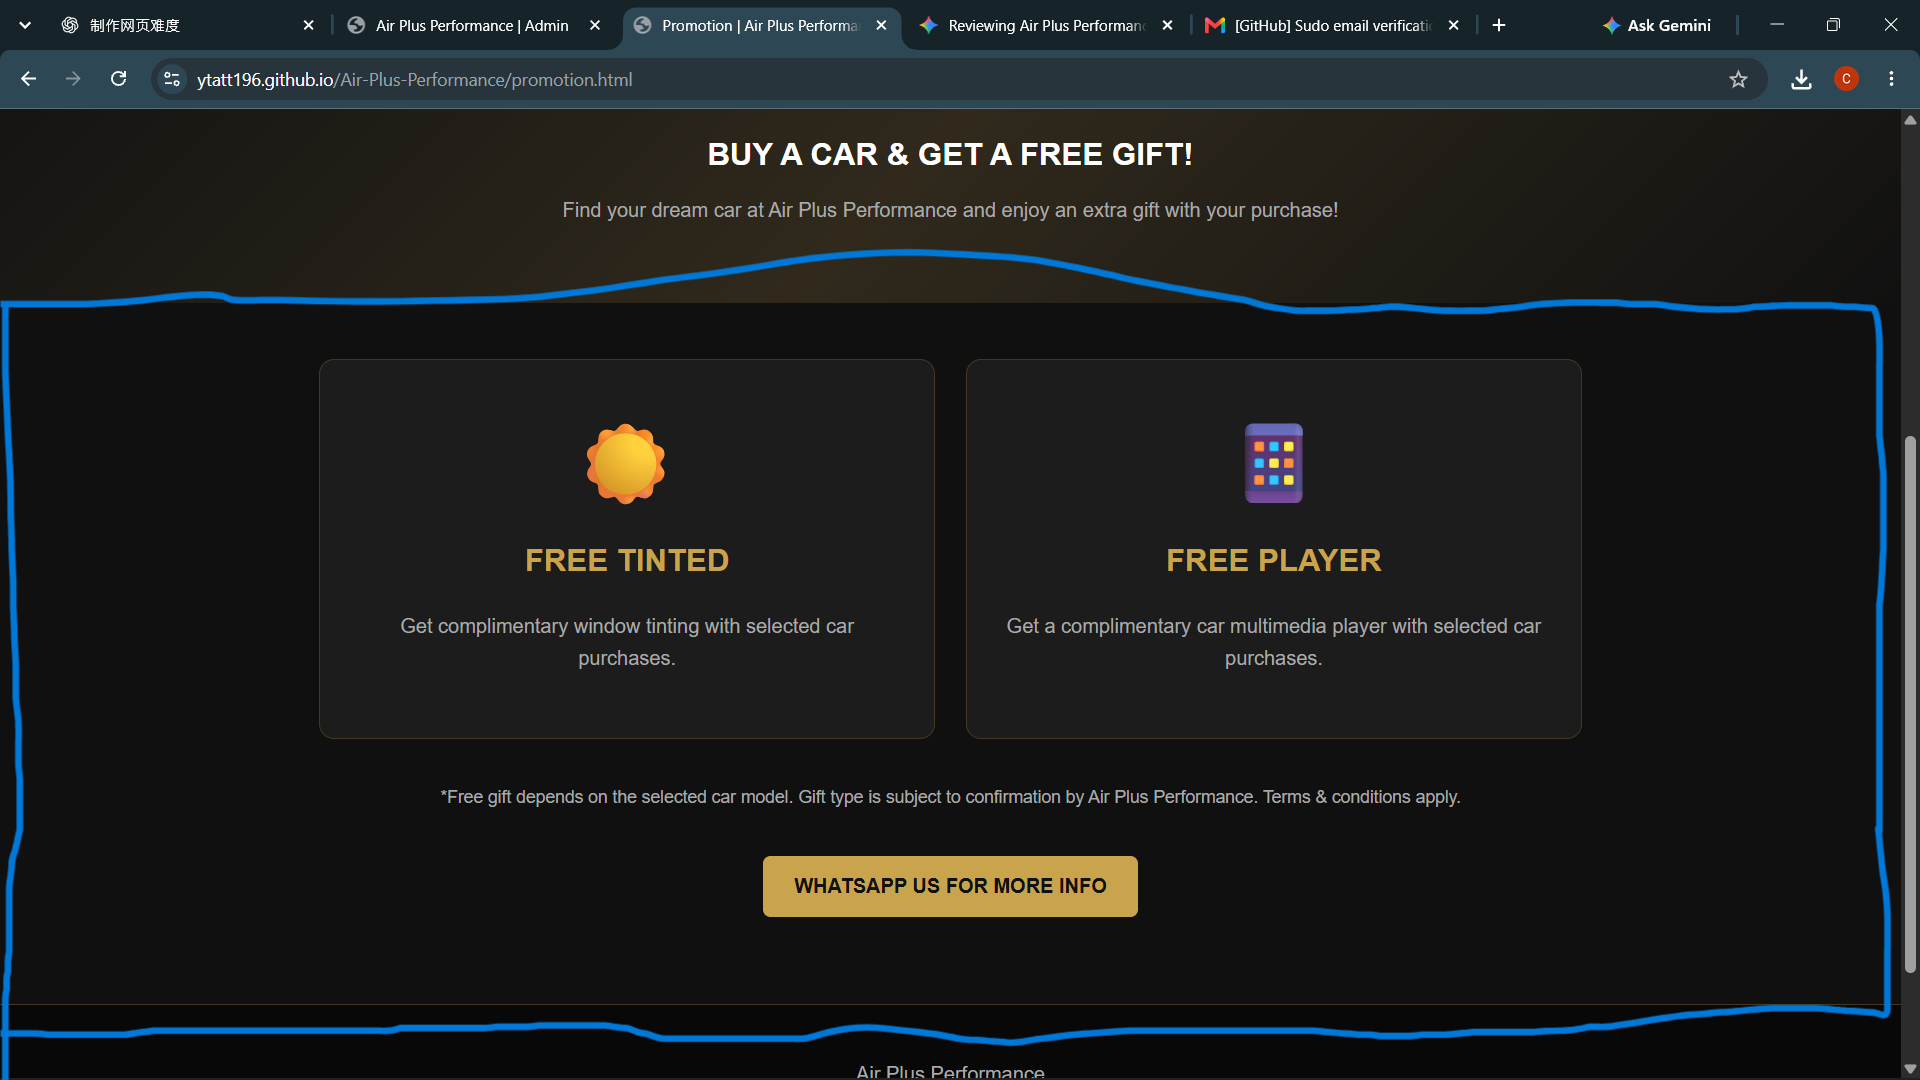 制作网页难度
Air Plus Performance | Admin
Promotion | Air Plus Performa
Reviewing Air Plus Performanc
[GitHub] Sudo email verificati
Ask Gemini
ytatt196.github.io/Air-Plus-Performance/promotion.html
C
BUY A CAR & GET A FREE GIFT!
Find your dream car at Air Plus Performance and enjoy an extra gift with your purchase!
FREE TINTED
Get complimentary window tinting with selected car
purchases.
FREE PLAYER
Get a complimentary car multimedia player with selected car
purchases.
*Free gift depends on the selected car model. Gift type is subject to confirmation by Air Plus Performance. Terms & conditions apply.
WHATSAPP US FOR MORE INFO
Air Plus Performance